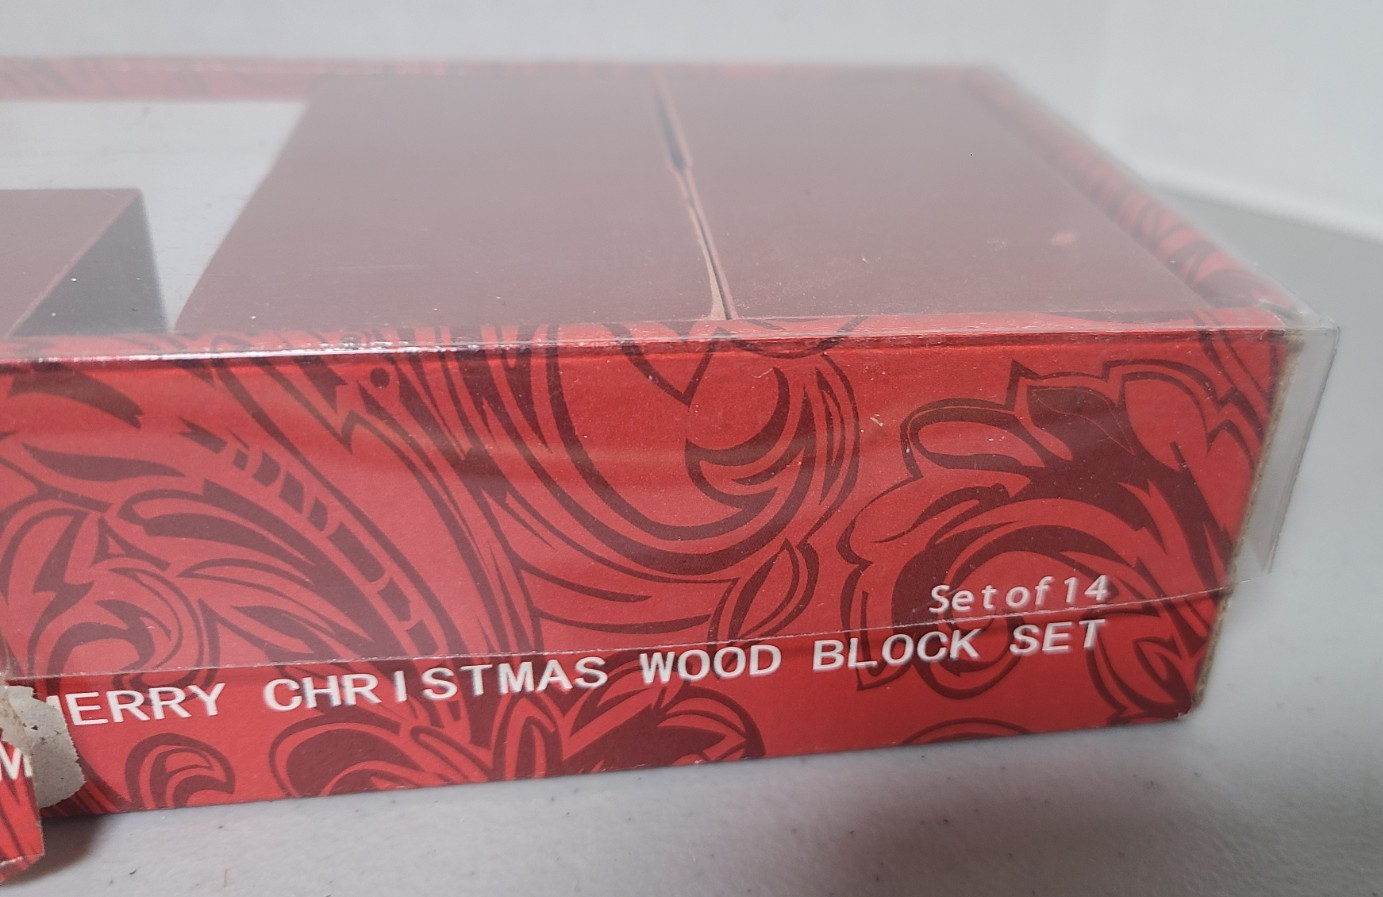 Set of 14
MERRY CHRISTMAS WOOD BLOCK SET
M